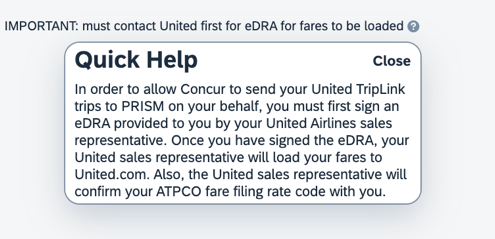 IMPORTANT: must contact United first for eDRA for fares to be loaded ?
Quick Help Close
In order to allow Concur to send your United TripLink
trips to PRISM on your behalf, you must first sign an
eDRA provided to you by your United Airlines sales
representative. Once you have signed the eDRA, your
United sales representative will load your fares to
United.com. Also, the United sales representative will
confirm your ATPCO fare filing rate code with you.